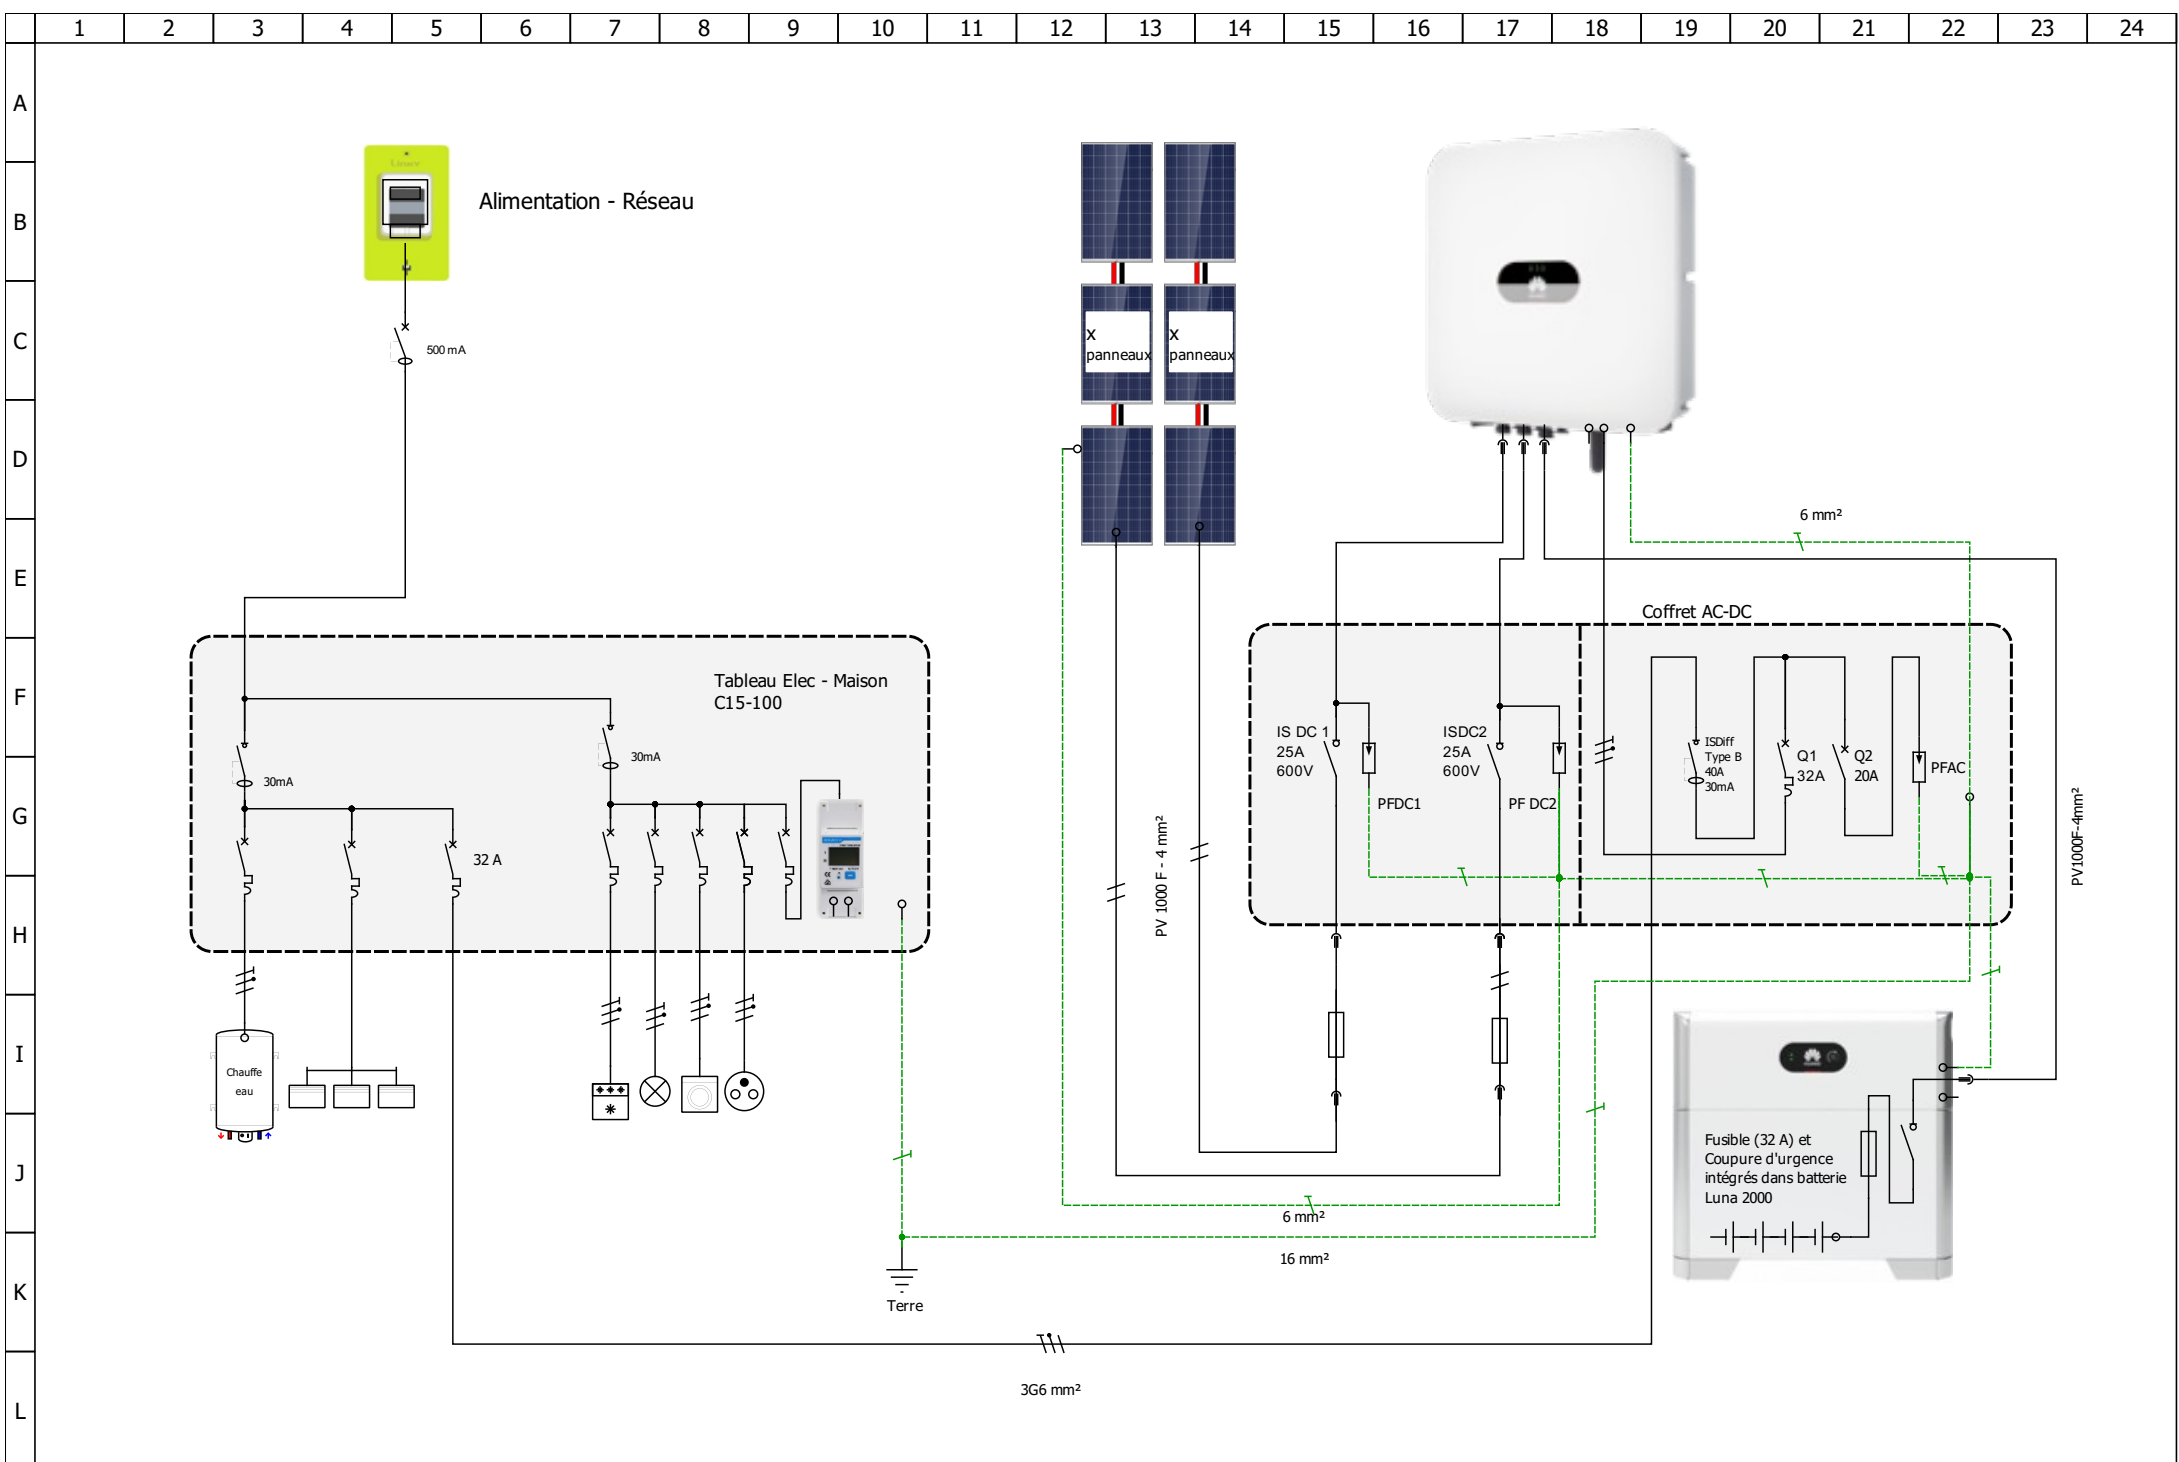 1 2 3 4 5 6 7 8 9 10 11 12 13 14 15 16 17 18 19 20 21 22 23 24
A
B
C
D
E
F
G
H
I
J
K
L
Linky
Alimentation - Réseau
500 mA
X
panneaux
X
panneaux
6 mm²
Coffret AC-DC
Tableau Elec - Maison
C15-100
30mA
30mA
32 A
IS DC 1
25A
600V
PFDC1
ISDC2
25A
600V
PF DC2
ISDiff
Type B
40A
30mA
Q1
32A
Q2
20A
PFAC
PV 1000 F - 4 mm²
PV1000F-4mm²
Chauffe
eau
Fusible (32 A) et
Coupure d'urgence
intégrés dans batterie
Luna 2000
6 mm²
16 mm²
Terre
3G6 mm²